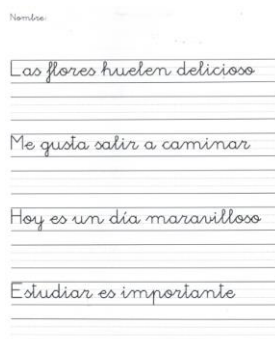 Nombre:
Las flores huelen delicioso
Me gusta salir a caminar
Hoy es un día maravilloso
Estudiar es importante